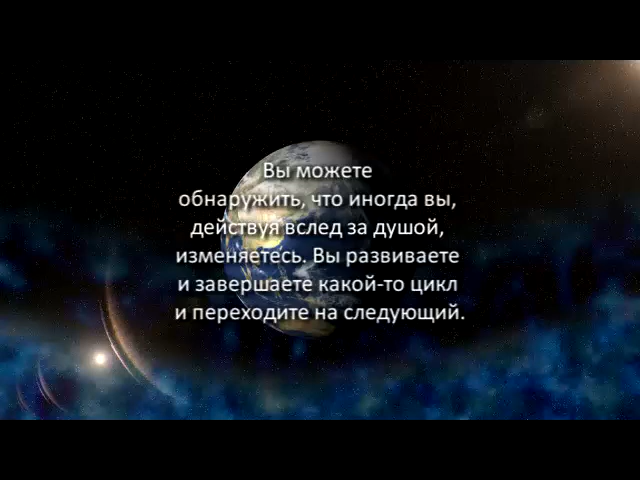 Вы можете
обнаружить, что иногда вы,
действуя вслед за душой,
изменяетесь. Вы развиваете
и завершаете какой-то цикл
и переходите на следующий.